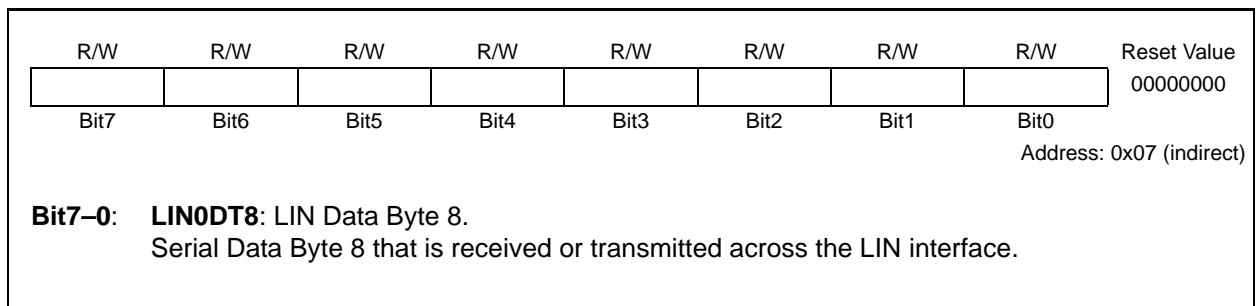 R/W R/W R/W R/W R/W R/W R/W R/W Reset Value
00000000
Bit7 Bit6 Bit5 Bit4 Bit3 Bit2 Bit1 Bit0
Address: 0x07 (indirect)
Bit7–0: LIN0DT8: LIN Data Byte 8.
Serial Data Byte 8 that is received or transmitted across the LIN interface.